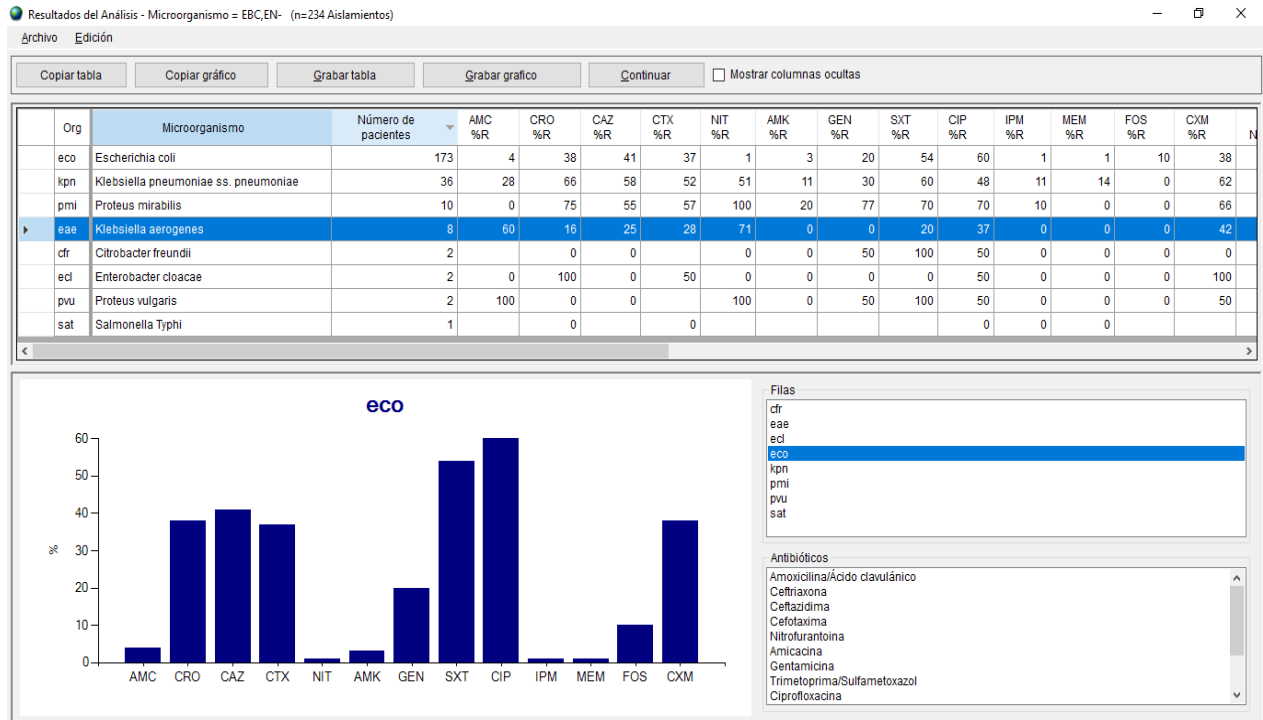 Resultados del Análisis - Microorganismo = EBC,EN- (n=234 Aislamientos)
Archivo Edición
Copiar tabla Copiar gráfico Grabar tabla Grabar grafico Continuar Mostrar columnas ocultas
Org Microorganismo Número de pacientes AMC %R CRO %R CAZ %R CTX %R NIT %R AMK %R GEN %R SXT %R CIP %R IPM %R MEM %R FOS %R CXM %R N
eco Escherichia coli 173 4 38 41 37 1 3 20 54 60 1 1 10 38
kpn Klebsiella pneumoniae ss. pneumoniae 36 28 66 58 52 51 11 30 60 48 11 14 0 62
pmi Proteus mirabilis 10 0 75 55 57 100 20 77 70 70 10 0 0 66
eae Klebsiella aerogenes 8 60 16 25 28 71 0 0 20 37 0 0 0 42
cfr Citrobacter freundii 2 0 0 0 0 50 100 50 0 0 0 0
ecl Enterobacter cloacae 2 0 100 0 50 0 0 0 0 50 0 0 0 100
pvu Proteus vulgaris 2 100 0 0 100 0 50 100 50 0 0 0 50
sat Salmonella Typhi 1 0 0 0 0 0
eco
60
50
40
30
20
10
0
%
AMC CRO CAZ CTX NIT AMK GEN SXT CIP IPM MEM FOS CXM
Filas
cfr
eae
ecl
eco
kpn
pmi
pvu
sat
Antibióticos
Amoxicilina/Ácido clavulánico
Ceftriaxona
Ceftazidima
Cefotaxima
Nitrofurantoina
Amicacina
Gentamicina
Trimetoprima/Sulfametoxazol
Ciprofloxacina